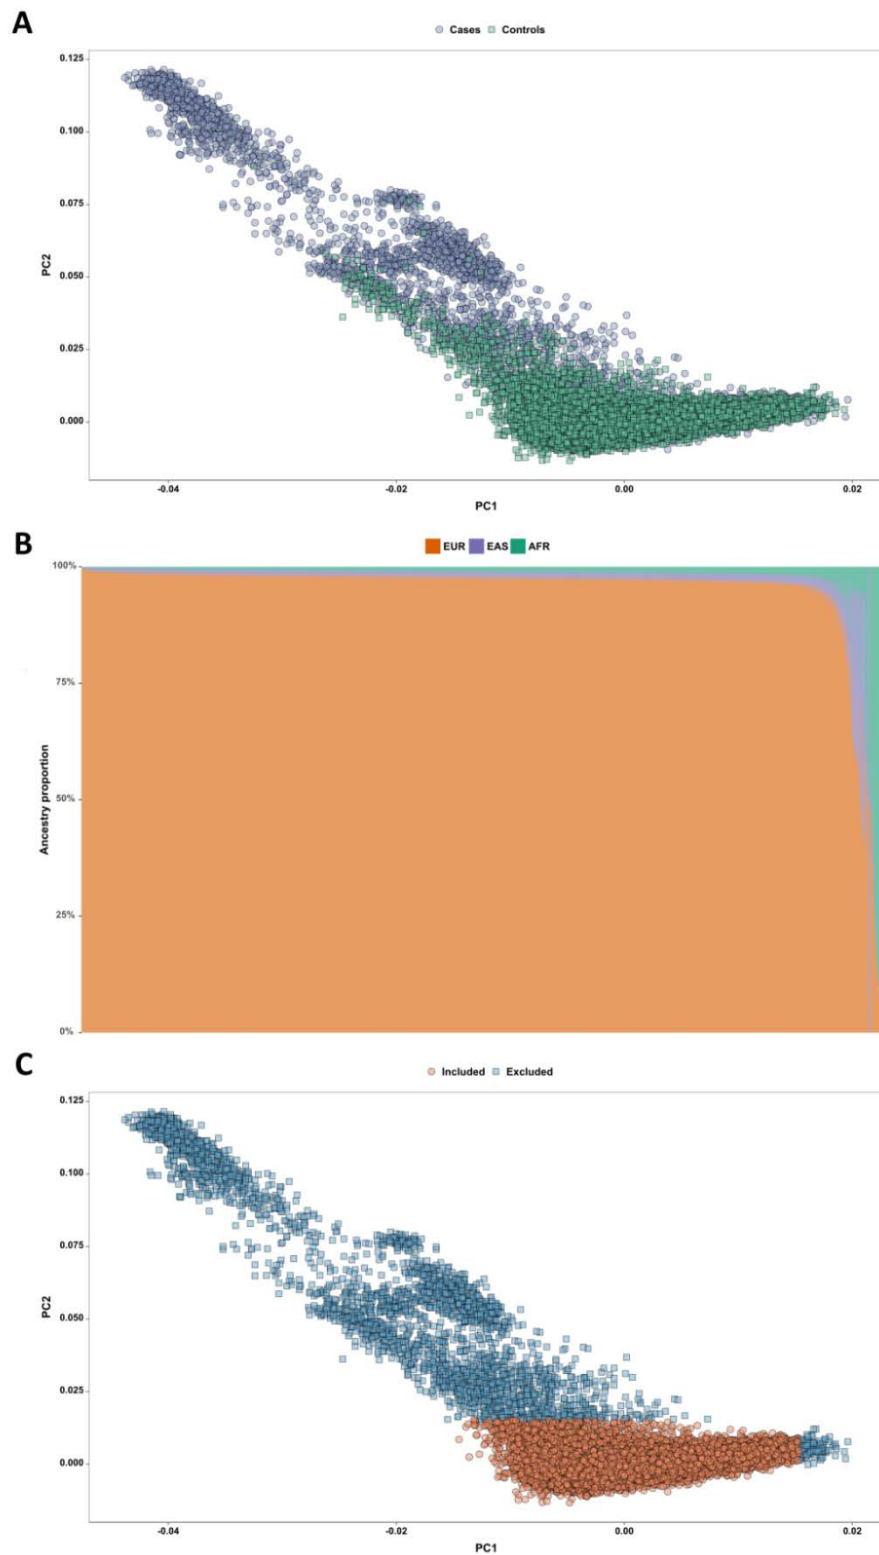 A
Cases Controls
0.125
0.100
0.075
0.050
0.025
0.000
PC2
-0.04 -0.02 0.00 0.02
PC1
B
EUR EAS AFR
100%
75%
50%
25%
0%
Ancestry proportion
C
Included Excluded
0.125
0.100
0.075
0.050
0.025
0.000
PC2
-0.04 -0.02 0.00 0.02
PC1